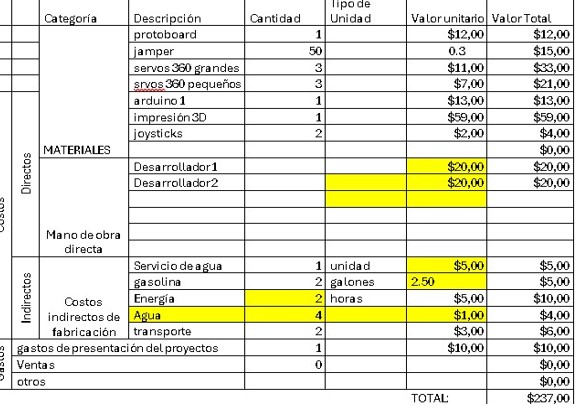 Tipo de
Categoría Descripción Cantidad Unidad Valor unitario Valor Total
protoboard 1 $12,00 $12,00
jamper 50 0.3 $15,00
servos 360 grandes 3 $11,00 $33,00
srvos 360 pequeños 3 $7,00 $21,00
arduino 1 1 $13,00 $13,00
impresión 3D 1 $59,00 $59,00
joysticks 2 $2,00 $4,00
MATERIALES $0,00
Directos
Costos
Desarrollador1 $20,00 $20,00
Desarrollador2 $20,00 $20,00
Mano de obra
directa
Indirectos
Servicio de agua 1 unidad $5,00 $5,00
gasolina 2 galones 2.50 $5,00
Costos
indirectos de
fabricación
Energía 2 horas $5,00 $10,00
Agua 4 $1,00 $4,00
transporte 2 $3,00 $6,00
Gastos
gastos de presentación del proyectos 1 $10,00 $10,00
Ventas 0 $0,00
otros $0,00
TOTAL: $237,00